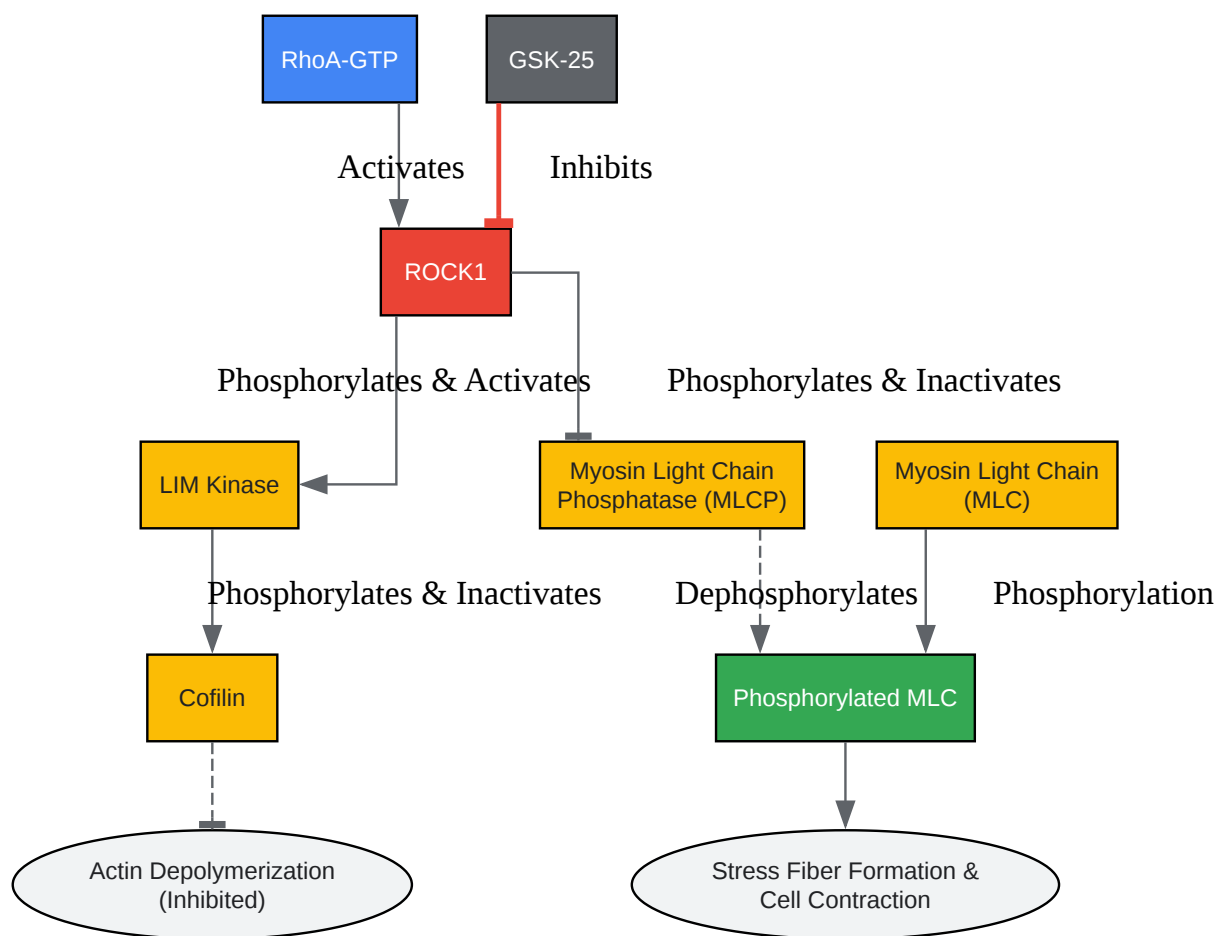 RhoA-GTP
GSK-25
Activates
Inhibits
ROCK1
Phosphorylates & Activates
Phosphorylates & Inactivates
LIM Kinase
Myosin Light Chain
Phosphatase (MLCP)
Myosin Light Chain
(MLC)
Phosphorylates & Inactivates
Dephosphorylates
Phosphorylation
Cofilin
Phosphorylated MLC
Actin Depolymerization
(Inhibited)
Stress Fiber Formation &
Cell Contraction